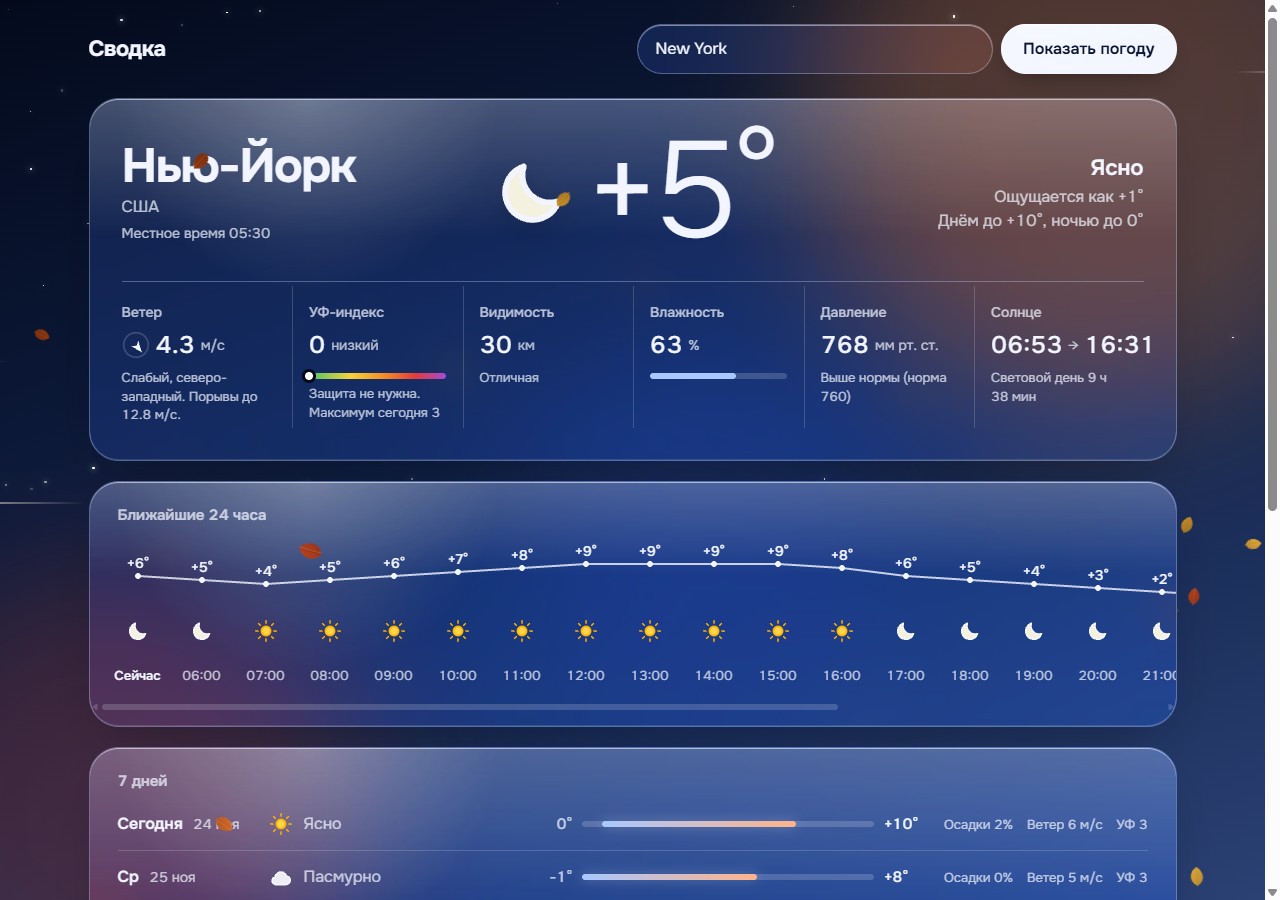 Сводка
New York
Показать погоду
Нью-Йорк
США
Местное время 05:30
+5°
Ясно
Ощущается как +1°
Днём до +10°, ночью до 0°
Ветер
4.3 м/с
Слабый, северо-
западный. Порывы до
12.8 м/с.
УФ-индекс
0 низкий
Защита не нужна.
Максимум сегодня 3
Видимость
30 км
Отличная
Влажность
63 %
Давление
768 мм рт. ст.
Выше нормы (норма
760)
Солнце
06:53 → 16:31
Световой день 9 ч
38 мин
Ближайшие 24 часа
+6° +5° +4° +5° +6° +7° +8° +9° +9° +9° +9° +8° +6° +5° +4° +3° +2°
Сейчас 06:00 07:00 08:00 09:00 10:00 11:00 12:00 13:00 14:00 15:00 16:00 17:00 18:00 19:00 20:00 21:00
7 дней
Сегодня 24 Ясно 0° +10° Осадки 2% Ветер 6 м/с УФ 3
Ср 25 ноя Пасмурно -1° +8° Осадки 0% Ветер 5 м/с УФ 3